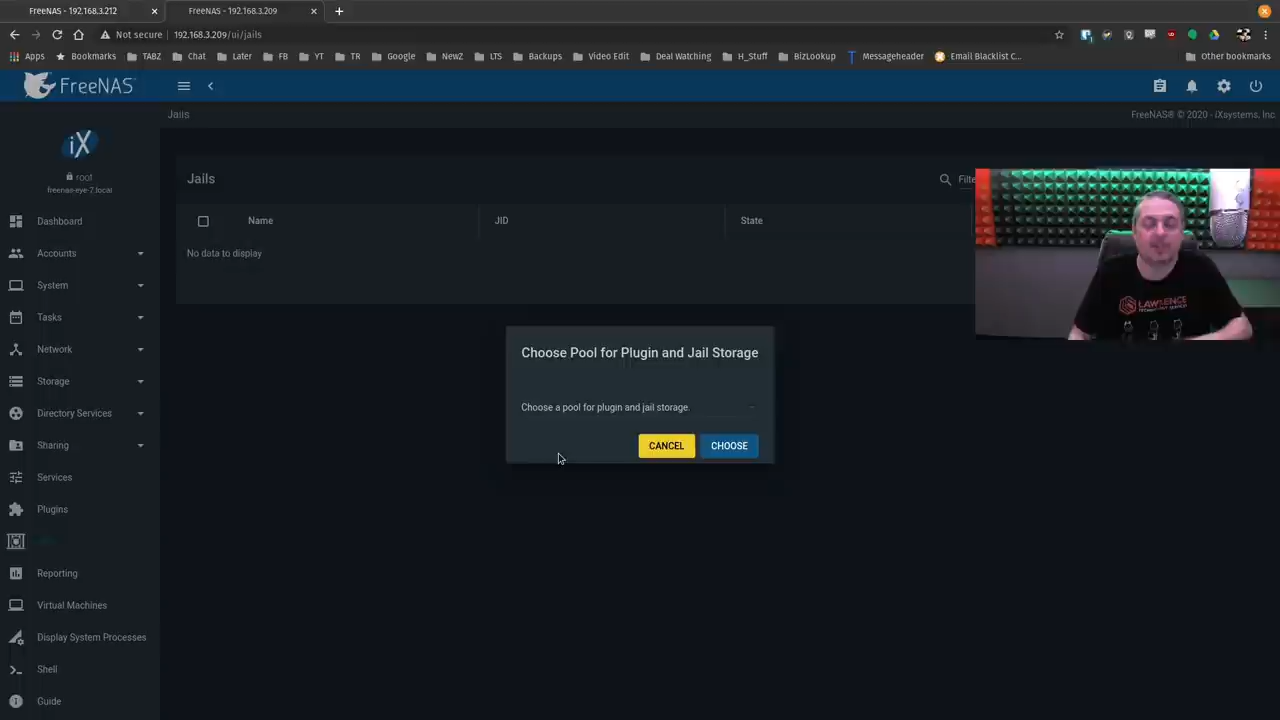 FreeNAS - 192.168.3.212
FreeNAS - 192.168.3.209
Not secure
192.168.3.209/ui/jails
Apps
Bookmarks
TABZ
Chat
Later
FB
YT
TR
Google
NewZ
LTS
Backups
Video Edit
Deal Watching
H_Stuff
BizLookup
Messageheader
Email Blacklist C...
Other bookmarks
FreeNAS
Jails
FreeNAS® © 2020 - iXsystems, Inc
iX
root
freenas-eye-2.local
Dashboard
Accounts
System
Tasks
Network
Storage
Directory Services
Sharing
Services
Plugins
Reporting
Virtual Machines
Display System Processes
Shell
Guide
Jails
Filte
Name
JID
State
No data to display
Choose Pool for Plugin and Jail Storage
Choose a pool for plugin and jail storage.
CANCEL
CHOOSE
LAWRENCE